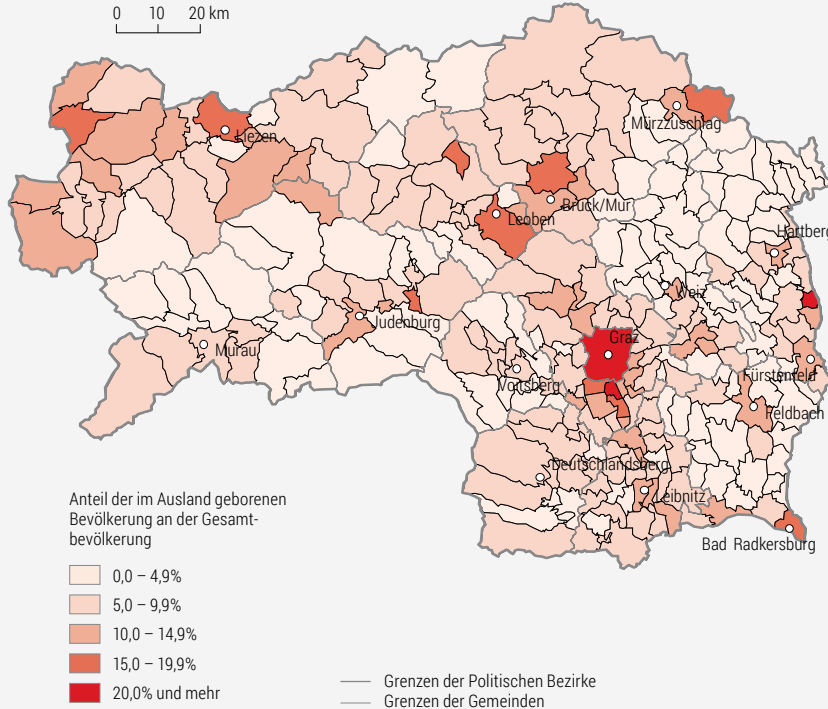 0 10 20 km
Liezen
Mürzzuschlag
Bruck/Mur
Leoben
Hartberg
Weiz
Judenburg
Graz
Murau
Voitsberg
Fürstenfeld
Feldbach
Deutschlandsberg
Leibnitz
Bad Radkersburg
Anteil der im Ausland geborenen
Bevölkerung an der Gesamt-
bevölkerung
0,0 – 4,9%
5,0 – 9,9%
10,0 – 14,9%
15,0 – 19,9%
20,0% und mehr
Grenzen der Politischen Bezirke
Grenzen der Gemeinden